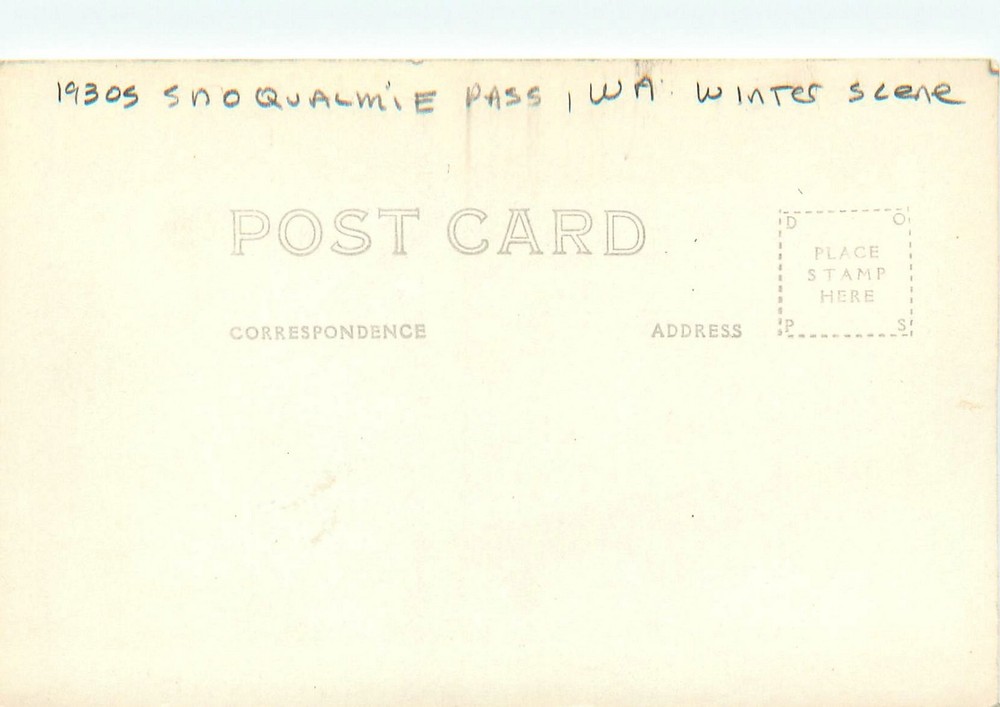 1930s SNOQUALMIE PASS, WA. WINTER SCENE
POST CARD
D O
PLACE
STAMP
HERE
P S
CORRESPONDENCE ADDRESS